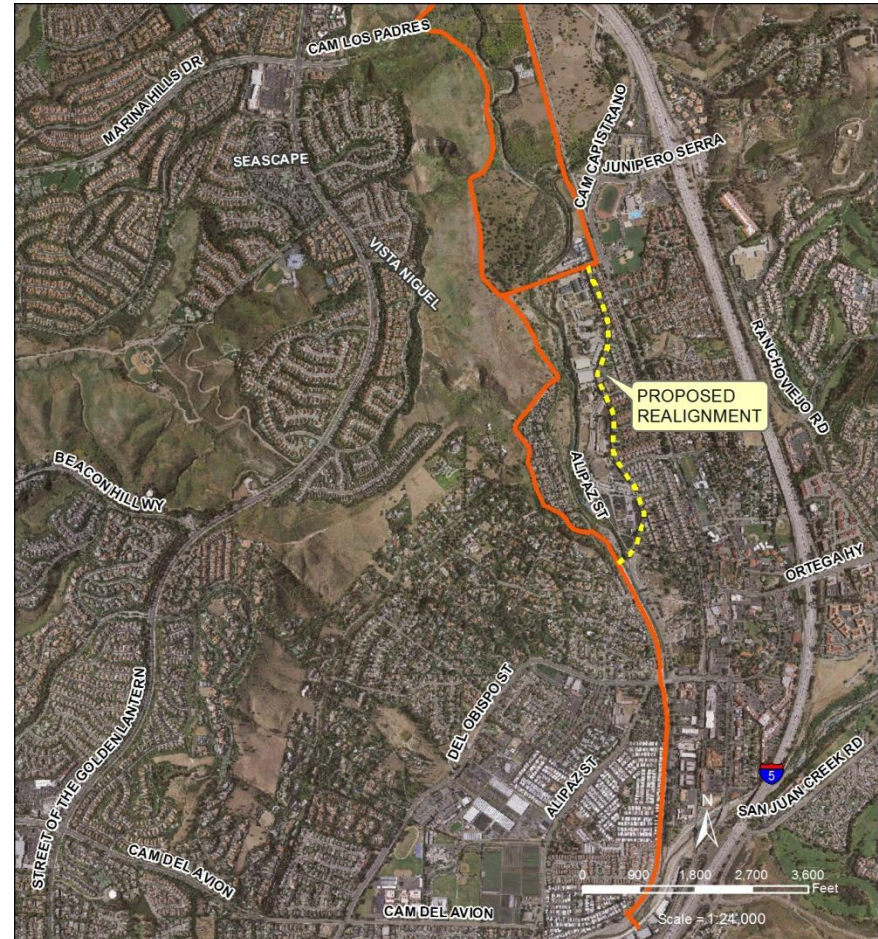 CAM LOS PADRES
MARINA HILLS DR
SEASCAPE
CAM CAPISTRANO
JUNIPERO SERRA
VISTA NIGUEL
RANCHOVIEJO RD
PROPOSED
REALIGNMENT
BEACON HILL WY
ALIPAZ ST
ORTEGA HY
STREET OF THE GOLDEN LANTERN
DEL OBISPO ST
ALIPAZ ST
5
SAN JUAN CREEK RD
N
CAM DEL AVION
0 900 1,800 2,700 3,600
Feet
CAM DEL AVION
Scale = 1:24,000